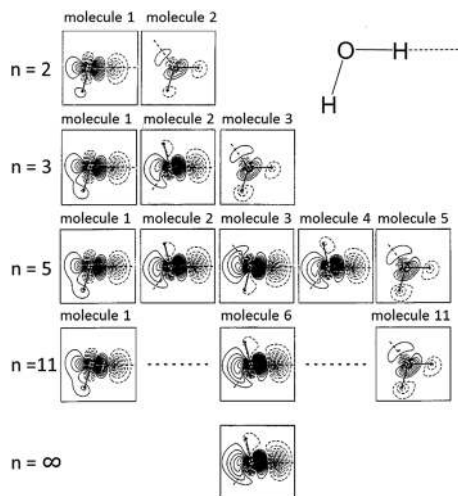 molecule 1 molecule 2
n = 2
O H
H
molecule 1 molecule 2 molecule 3
n = 3
molecule 1 molecule 2 molecule 3 molecule 4 molecule 5
n = 5
molecule 1 molecule 6 molecule 11
n =11
n = ∞